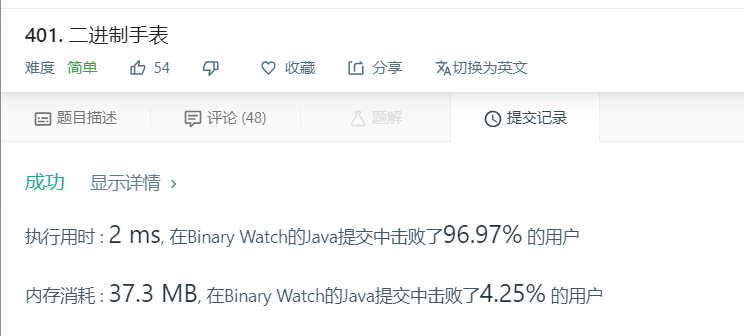 401. 二进制手表
难度 简单 54 收藏 分享 切换为英文
题目描述 评论 (48) 题解 提交记录
成功 显示详情 >
执行用时 : 2 ms, 在Binary Watch的Java提交中击败了96.97% 的用户
内存消耗 : 37.3 MB, 在Binary Watch的Java提交中击败了4.25% 的用户